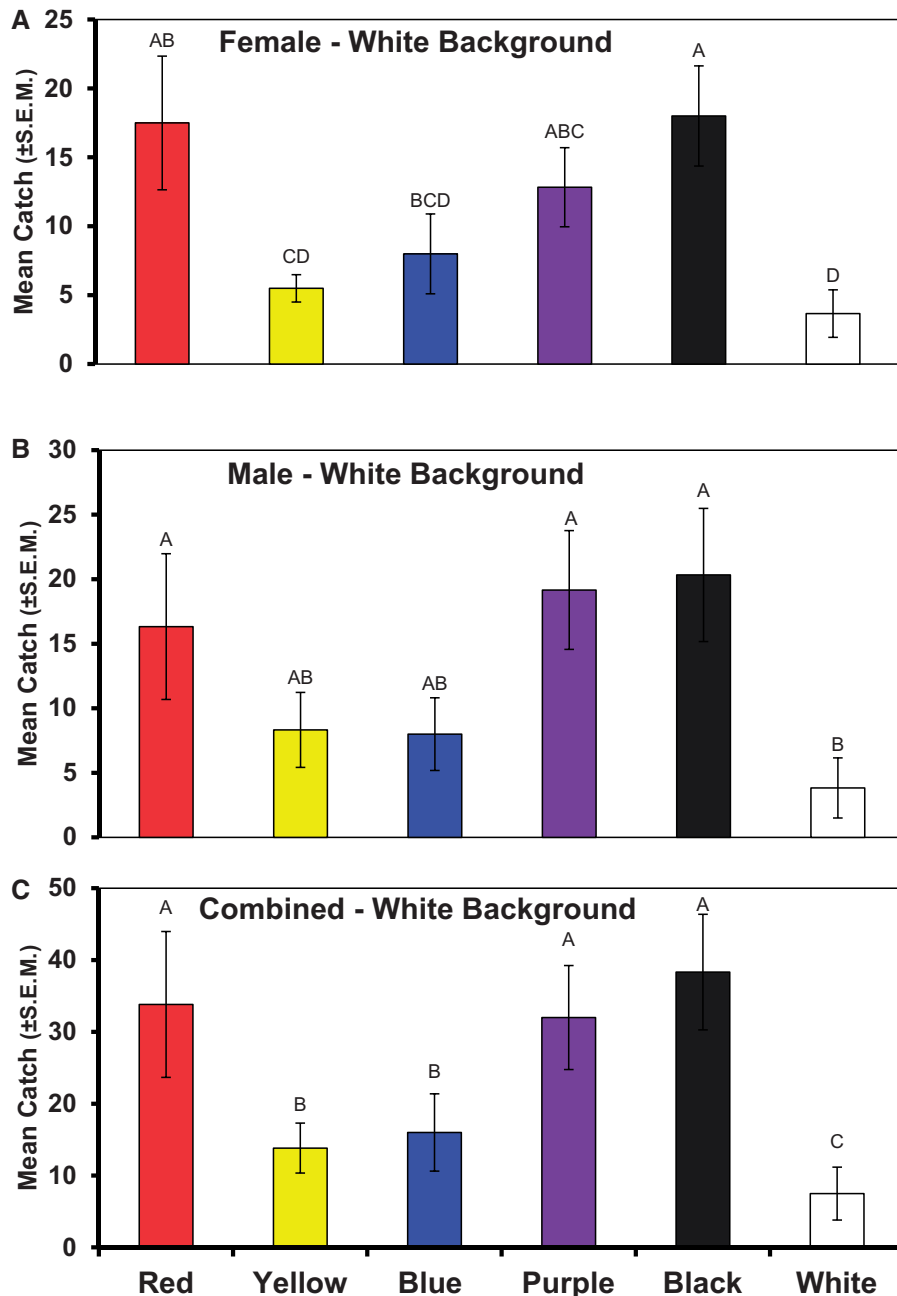 A
Female - White Background
Mean Catch (±S.E.M.)
25
20
15
10
5
0
AB
CD
BCD
ABC
A
D
B
Male - White Background
Mean Catch (±S.E.M.)
30
25
20
15
10
5
0
A
AB
AB
A
A
B
C
Combined - White Background
Mean Catch (±S.E.M.)
50
40
30
20
10
0
A
B
B
A
A
C
Red Yellow Blue Purple Black White